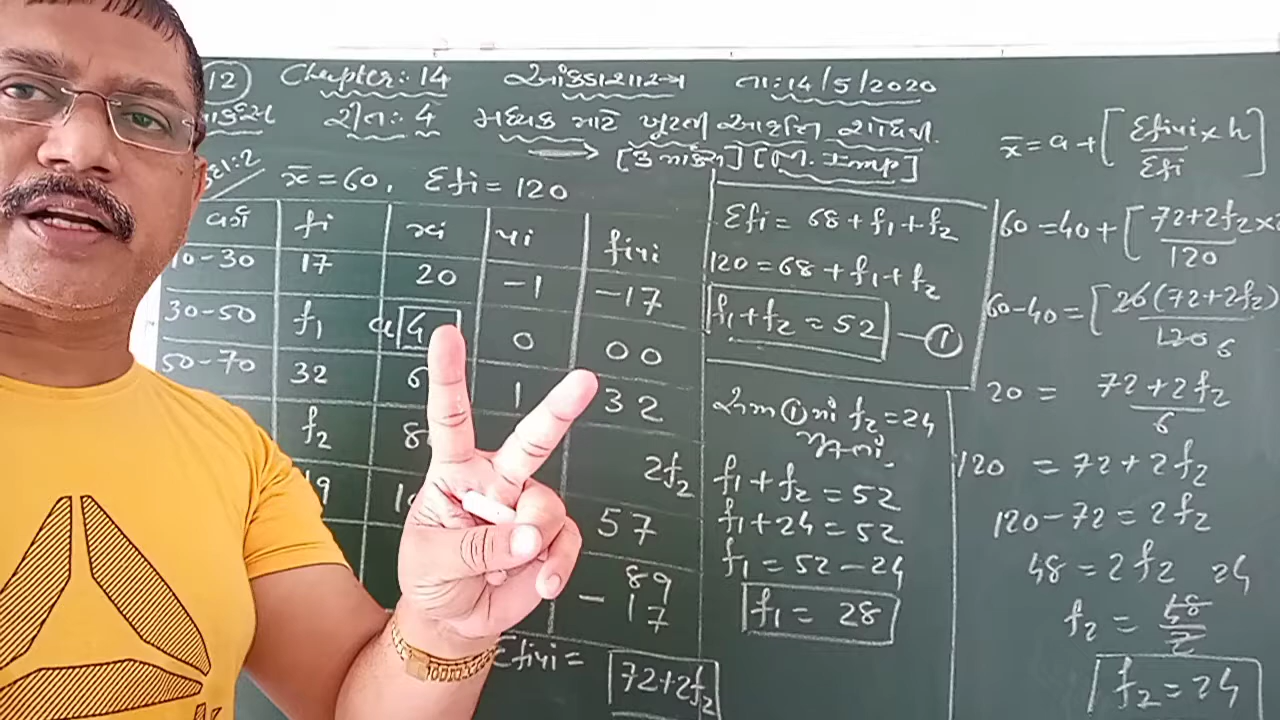 12 Chapter: 14 આંકડાશાસ્ત્ર તા: 14/5/2020
રીત: 4 મધ્યક માટે ખૂટતી આવૃત્તિ શોધવી.
→ [3 માર્ક્સ] [M. Imp]
x̄ = 60, Σfi = 120
વર્ગ fi xi ui fiui
10-30 17 20 -1 -17
30-50 f₁ a 4 0 00
50-70 32 6 1 32
f₂ 8 2f₂
19 1 57
89
- 17
Σfiui = 72+2f₂
Σfi = 68 + f₁ + f₂
120 = 68 + f₁ + f₂
f₁ + f₂ = 52 — ①
સમ ① માં f₂ = 24
f₁ + f₂ = 52
f₁ + 24 = 52
f₁ = 52 - 24
f₁ = 28
x̄ = a + [Σfiui × h / Σfi]
60 = 40 + [72+2f₂ × / 120
60-40 = [20(72+2f₂) / 120 6
20 = 72+2f₂ / 6
120 = 72+2f₂
120-72 = 2f₂
48 = 2f₂ 24
f₂ = 48 / 2
f₂ = 24